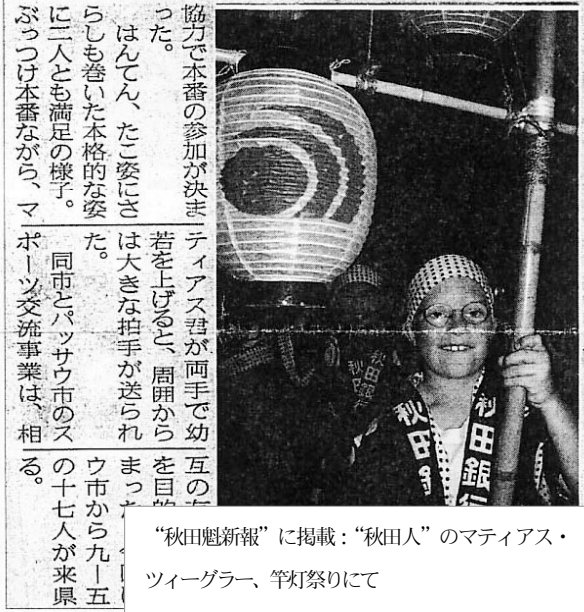 協力で本番の参加が決ま
った。
はんてん、たこ姿にさ
らしも巻いた本格的な姿
に二人とも満足の様子。
ぶっつけ本番ながら、マ
ティアス君が両手で幼
若を上げると、周囲から
は大きな拍手が送られ
た。
同市とパッサウ市のス
ポーツ交流事業は、相
互の
を目的
まった
ウ市から九―五
の十七人が来県
る。
秋田銀
秋田銀
秋田銀行
“秋田魁新報”に掲載：“秋田人”のマティアス・
ツィーグラー、竿灯祭りにて